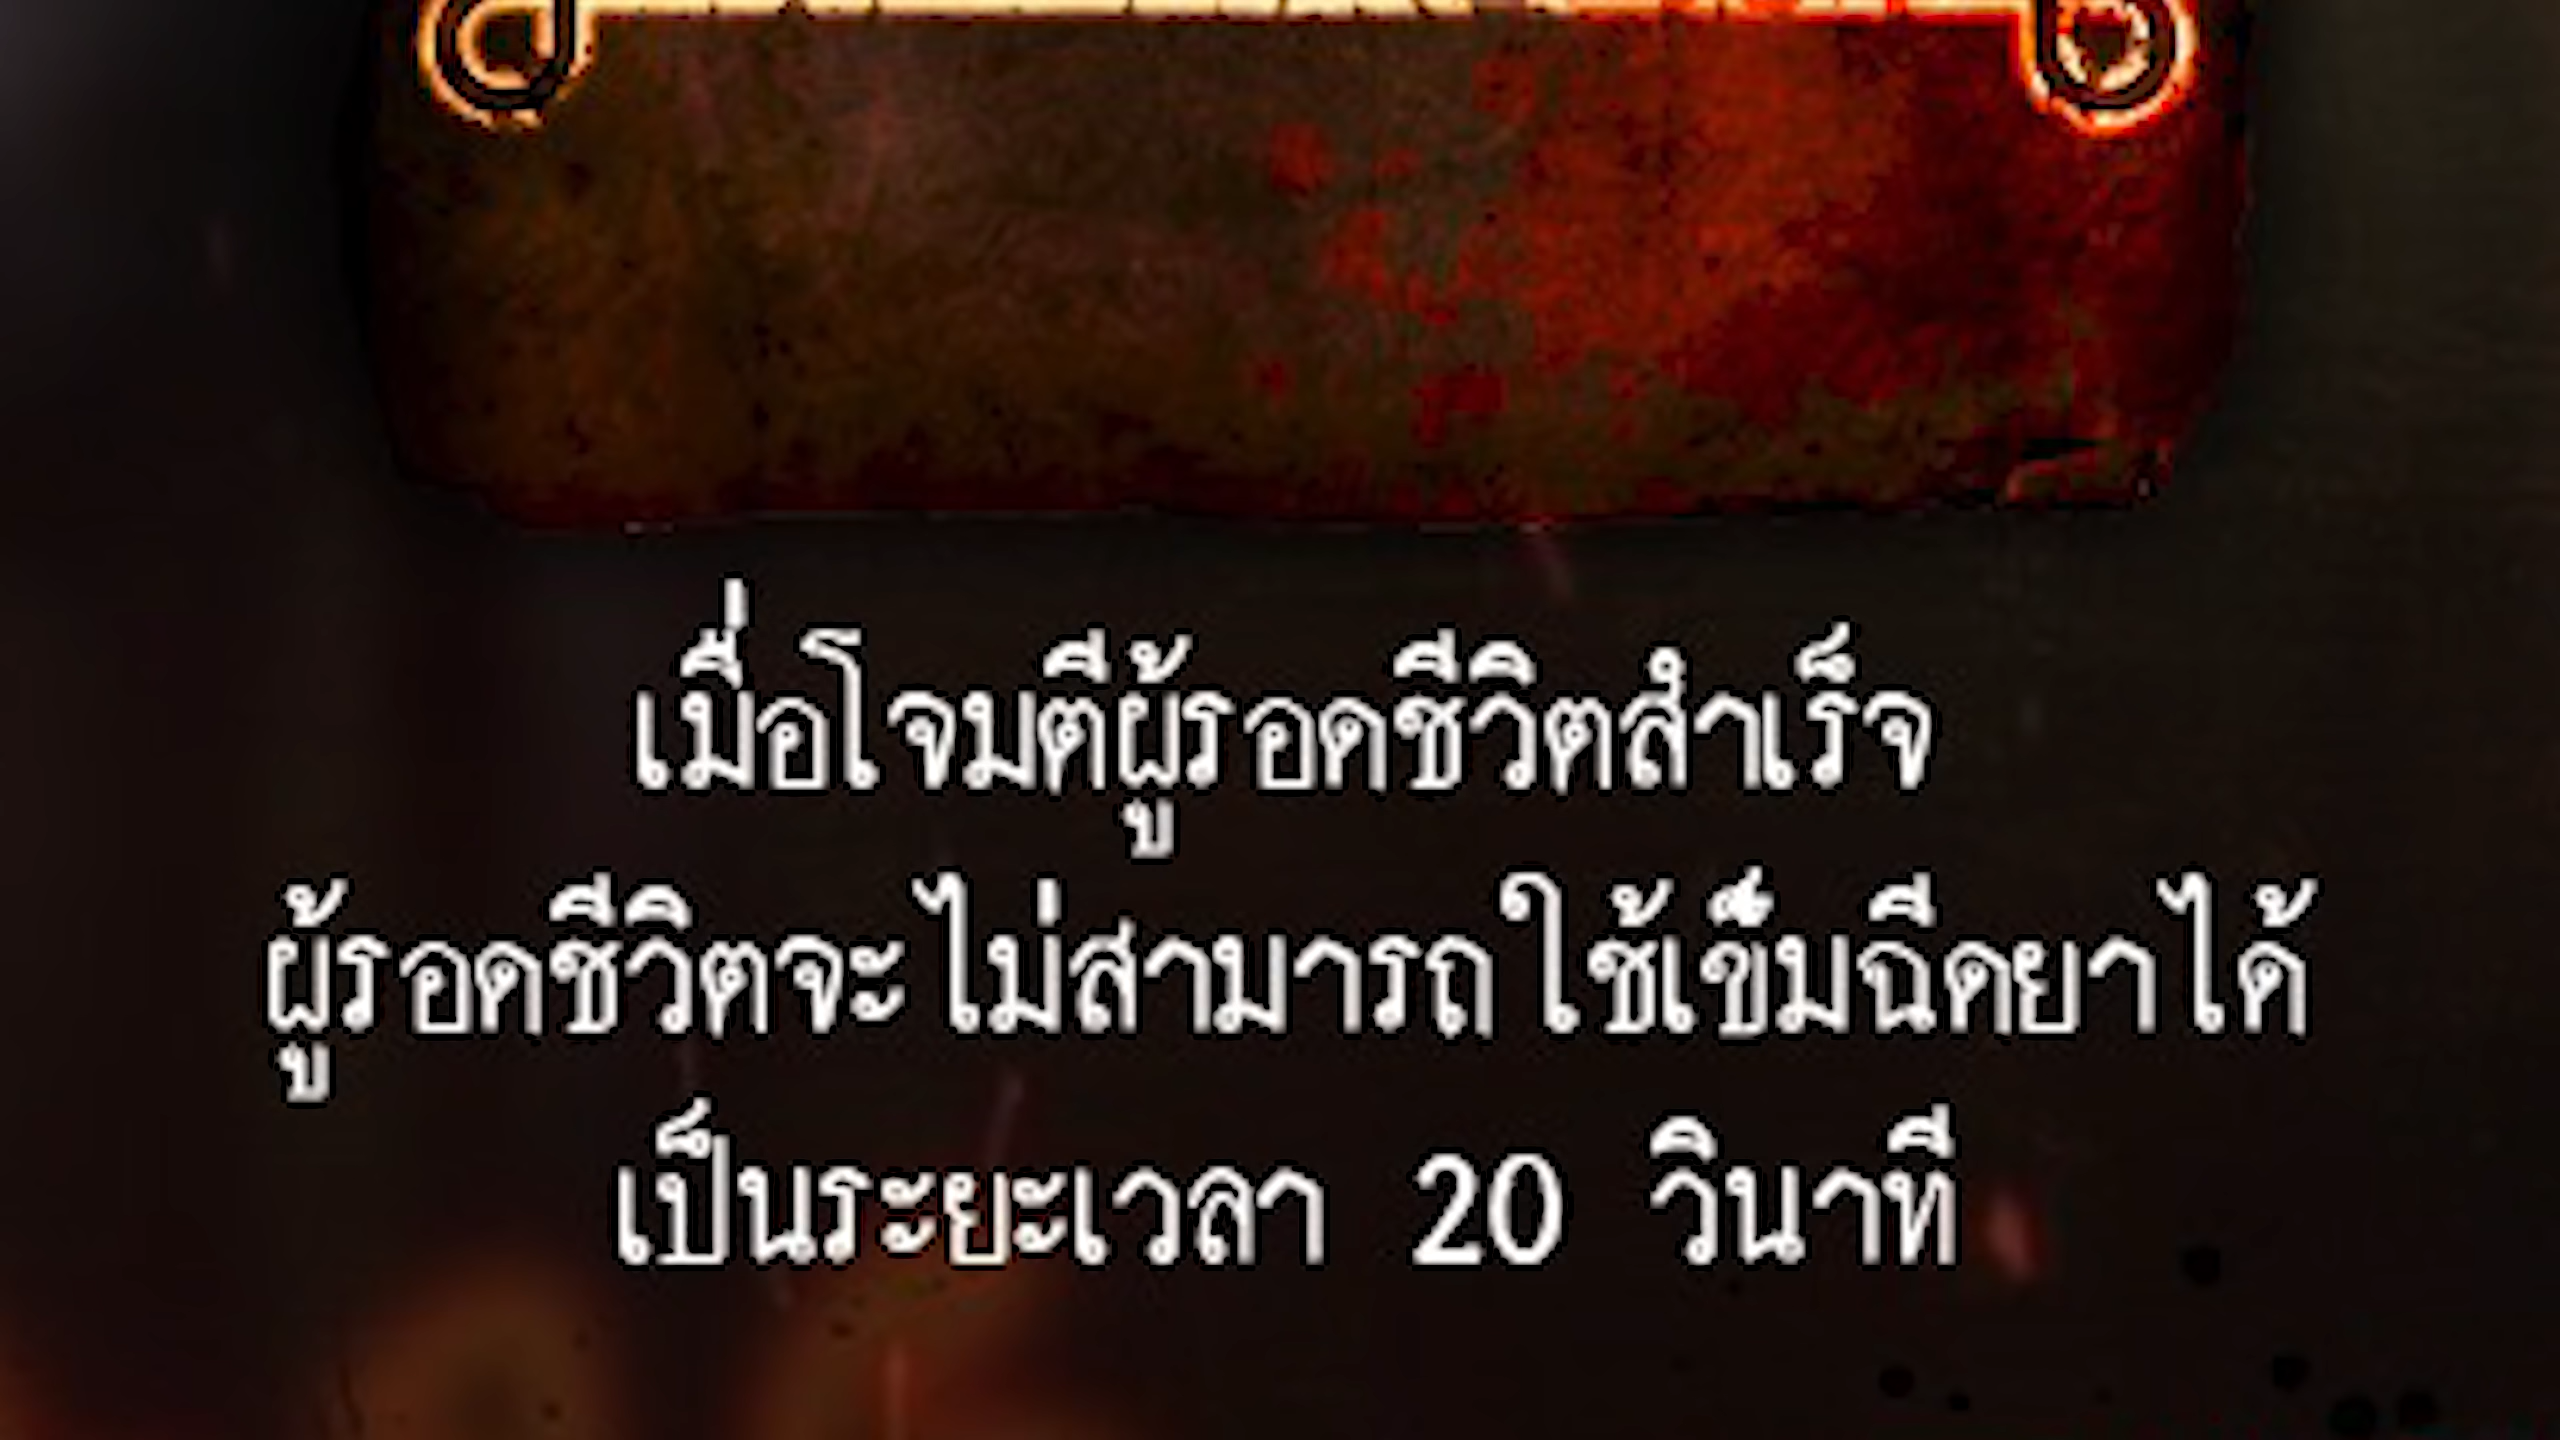 เมื่อโจมตีผู้รอดชีวิตสำเร็จ
ผู้รอดชีวิตจะไม่สามารถใช้เข็มฉีดยาได้
เป็นระยะเวลา 20 วินาที